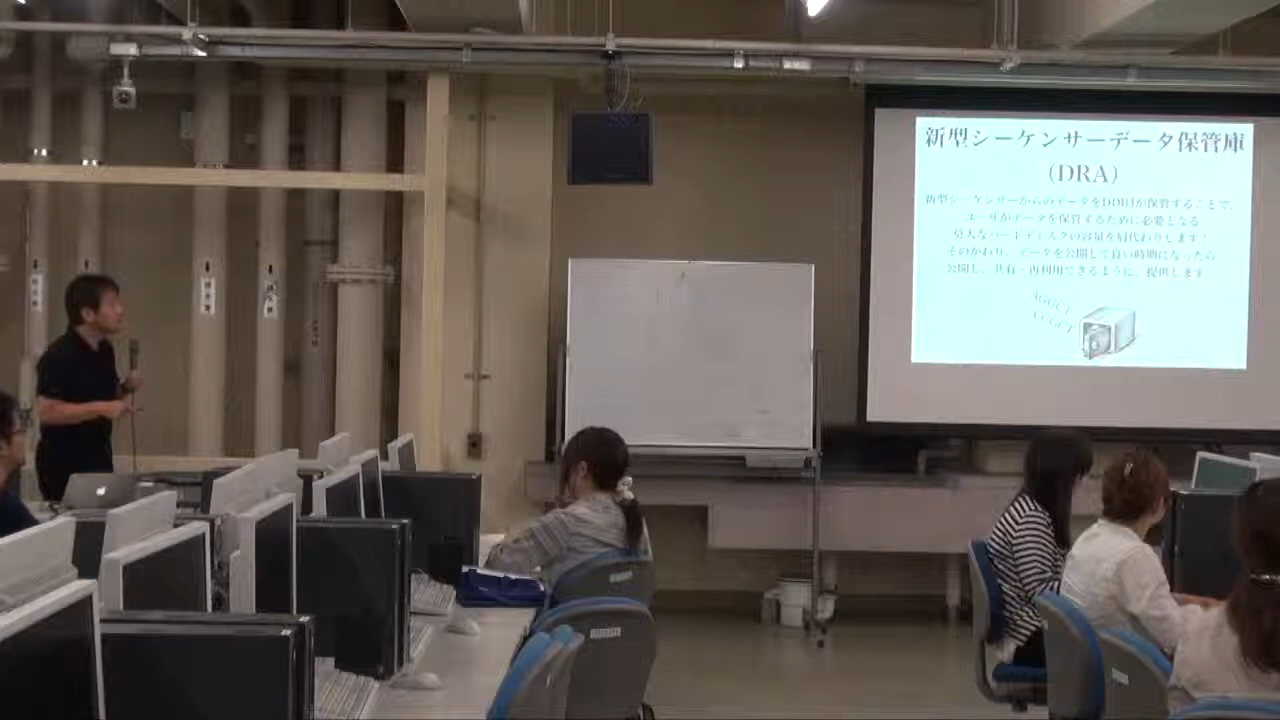 新型シーケンサーデータ保管庫
(DRA)
新型シーケンサーからのデータをDDBJが保管することで、
ユーザがデータを保管するために必要となる
莫大なハードディスクの容量を肩代わりします!
そのかわり、データを公開して良い時期になったら
公開し、共有・再利用できるように、提供します